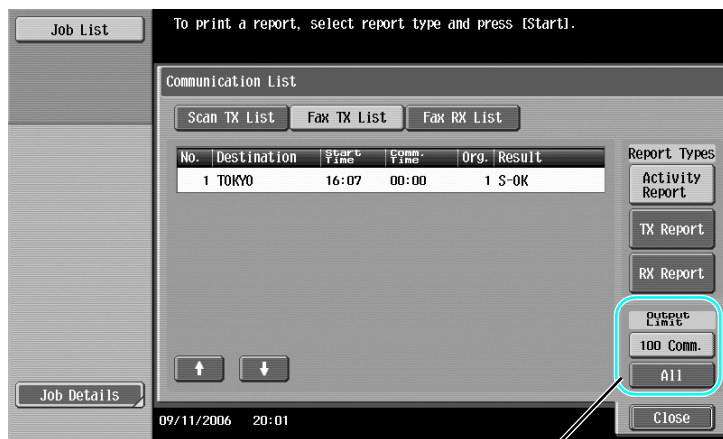 Job List
To print a report, select report type and press [Start].
Communication List
Scan TX List Fax TX List Fax RX List
No. Destination Start Time Comm. Time Org. Result
1 TOKYO 16:07 00:00 1 S-OK
Report Types
Activity
Report
TX Report
RX Report
Output
Limit
100 Comm.
All
Job Details
09/11/2006 20:01
Close